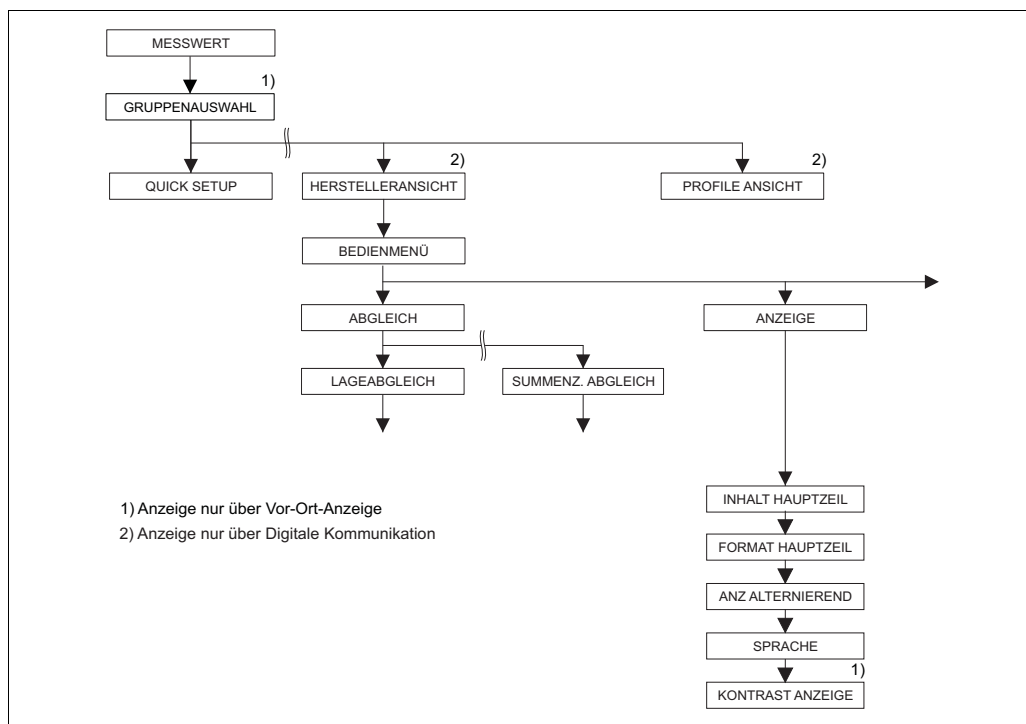 MESSWERT
1)
GRUPPENAUSWAHL
2)
2)
QUICK SETUP
HERSTELLERANSICHT
PROFILE ANSICHT
BEDIENMENÜ
ABGLEICH
ANZEIGE
LAGEABGLEICH
SUMMENZ. ABGLEICH
INHALT HAUPTZEIL
1) Anzeige nur über Vor-Ort-Anzeige
2) Anzeige nur über Digitale Kommunikation
FORMAT HAUPTZEIL
ANZ ALTERNIEREND
SPRACHE
1)
KONTRAST ANZEIGE